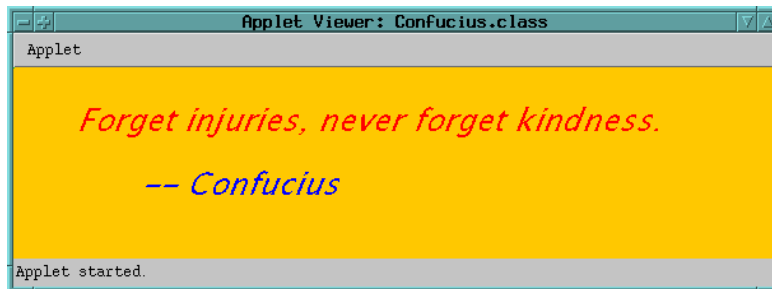 Applet Viewer: Confucius.class
Applet
Forget injuries, never forget kindness.
-- Confucius
Applet started.